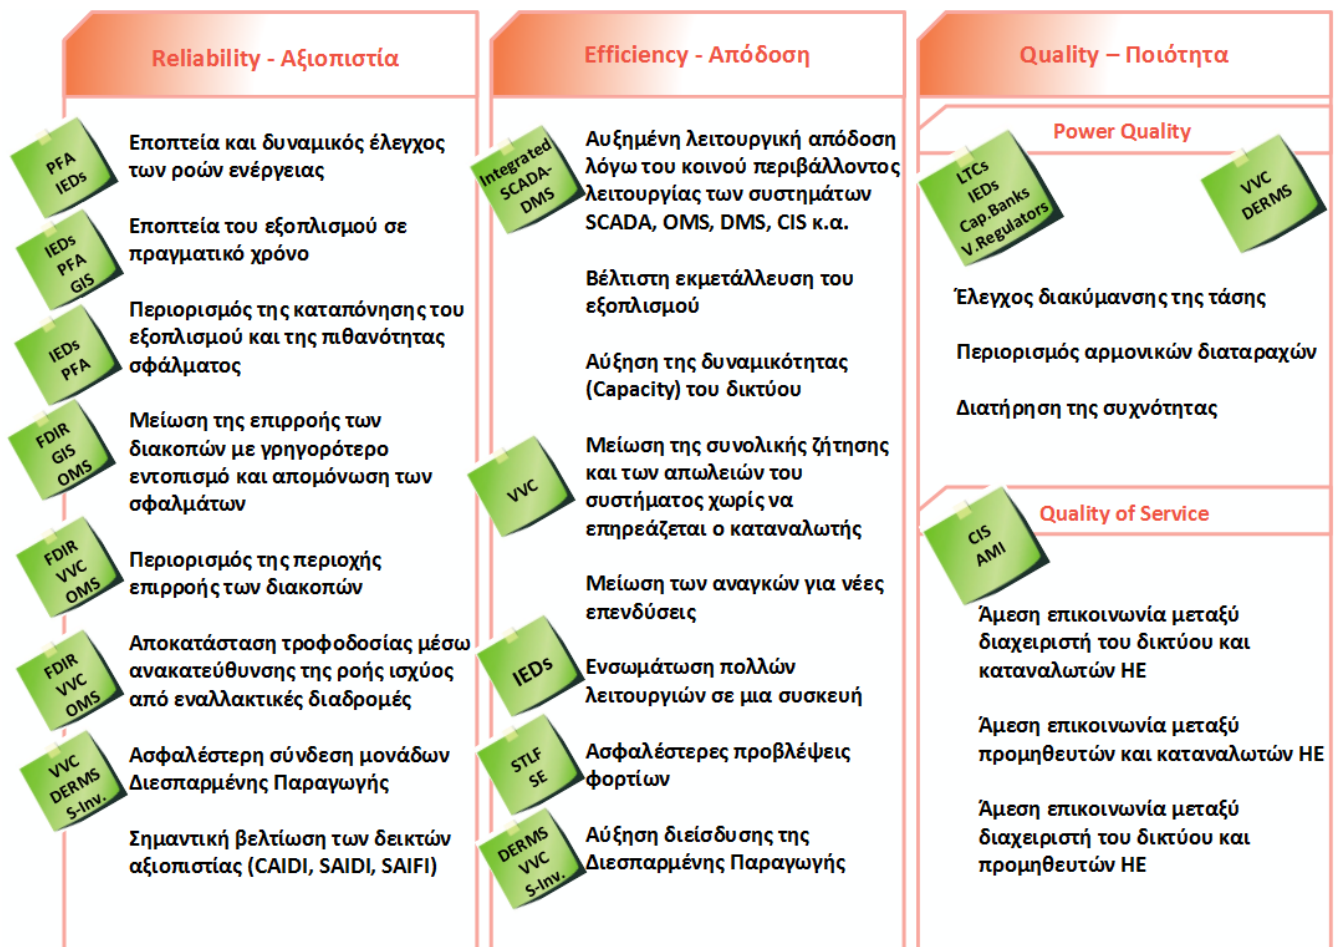 Reliability - Αξιοπιστία
PFA
IEDs
Εποπτεία και δυναμικός έλεγχος
των ροών ενέργειας
IEDs
PFA
GIS
Εποπτεία του εξοπλισμού σε
πραγματικό χρόνο
IEDs
PFA
Περιορισμός της καταπόνησης του
εξοπλισμού και της πιθανότητας
σφάλματος
FDIR
GIS
OMS
Μείωση της επιρροής των
διακοπών με γρηγορότερο
εντοπισμό και απομόνωση των
σφαλμάτων
FDIR
VVC
OMS
Περιορισμός της περιοχής
επιρροής των διακοπών
FDIR
VVC
OMS
Αποκατάσταση τροφοδοσίας μέσω
ανακατεύθυνσης της ροής ισχύος
από εναλλακτικές διαδρομές
VVC
DERMS
S-Inv.
Ασφαλέστερη σύνδεση μονάδων
Διεσπαρμένης Παραγωγής
Σημαντική βελτίωση των δεικτών
αξιοπιστίας (CAIDI, SAIDI, SAIFI)
Efficiency - Απόδοση
Integrated
SCADA-
DMS
Αυξημένη λειτουργική απόδοση
λόγω του κοινού περιβάλλοντος
λειτουργίας των συστημάτων
SCADA, OMS, DMS, CIS κ.α.
Βέλτιστη εκμετάλλευση του
εξοπλισμού
Αύξηση της δυναμικότητας
(Capacity) του δικτύου
VVC
Μείωση της συνολικής ζήτησης
και των απωλειών του
συστήματος χωρίς να
επηρεάζεται ο καταναλωτής
Μείωση των αναγκών για νέες
επενδύσεις
IEDs
Ενσωμάτωση πολλών
λειτουργιών σε μια συσκευή
STLF
SE
Ασφαλέστερες προβλέψεις
φορτίων
DERMS
VVC
S-Inv.
Αύξηση διείσδυσης της
Διεσπαρμένης Παραγωγής
Quality – Ποιότητα
Power Quality
LTCs
IEDs
Cap.Banks
V.Regulators
VVC
DERMS
Έλεγχος διακύμανσης της τάσης
Περιορισμός αρμονικών διαταραχών
Διατήρηση της συχνότητας
Quality of Service
CIS
AMI
Άμεση επικοινωνία μεταξύ
διαχειριστή του δικτύου και
καταναλωτών ΗΕ
Άμεση επικοινωνία μεταξύ
προμηθευτών και καταναλωτών ΗΕ
Άμεση επικοινωνία μεταξύ
διαχειριστή του δικτύου και
προμηθευτών ΗΕ